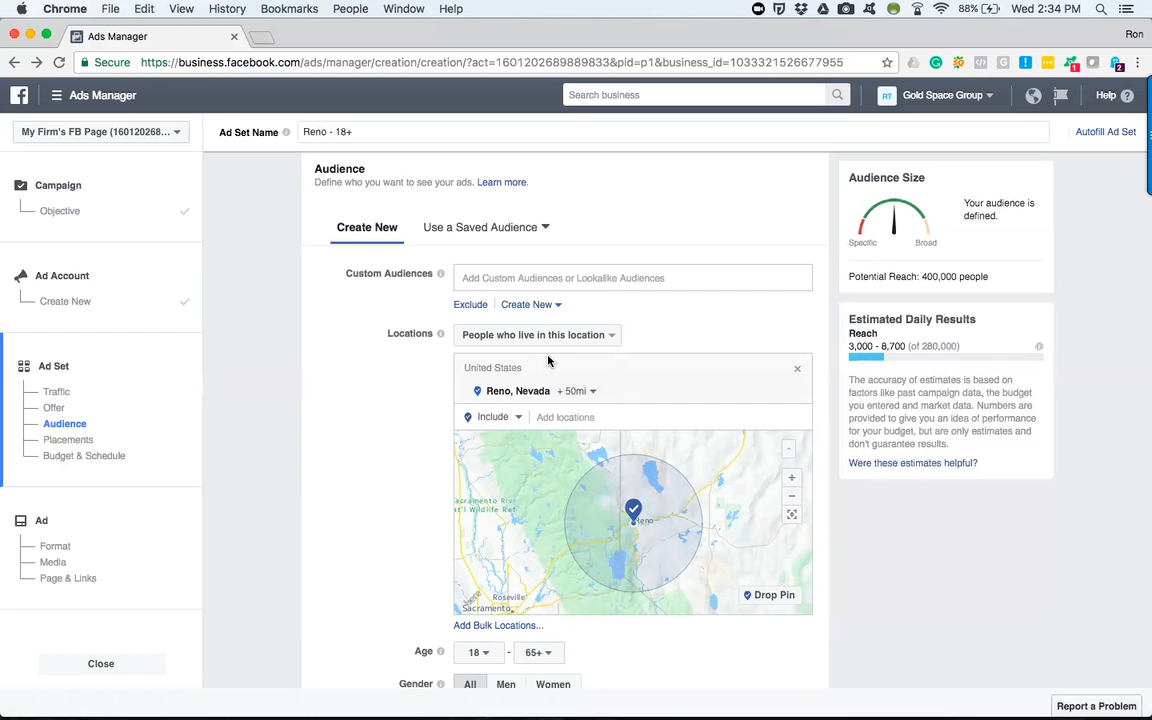 Chrome File Edit View History Bookmarks People Window Help 88% Wed 2:34 PM
Ads Manager Ron
Secure https://business.facebook.com/ads/manager/creation/creation/?act=1601202689889833&pid=p1&business_id=1033321526677955
Ads Manager Search business RT Gold Space Group Help
My Firm's FB Page (160120268... Ad Set Name Reno - 18+ Autofill Ad Set
Campaign
Objective
Ad Account
Create New
Ad Set
Traffic
Offer
Audience
Placements
Budget & Schedule
Ad
Format
Media
Page & Links
Close
Audience
Define who you want to see your ads. Learn more.
Create New Use a Saved Audience
Custom Audiences Add Custom Audiences or Lookalike Audiences
Exclude Create New
Locations People who live in this location
United States
Reno, Nevada + 50mi
Include Add locations
Reno
Roseville
Sacramento
Drop Pin
Add Bulk Locations...
Age 18 - 65+
Gender All Men Women
Audience Size
Your audience is
defined.
Specific Broad
Potential Reach: 400,000 people
Estimated Daily Results
Reach
3,000 - 8,700 (of 280,000)
The accuracy of estimates is based on
factors like past campaign data, the budget
you entered and market data. Numbers are
provided to give you an idea of performance
for your budget, but are only estimates and
don't guarantee results.
Were these estimates helpful?
Report a Problem